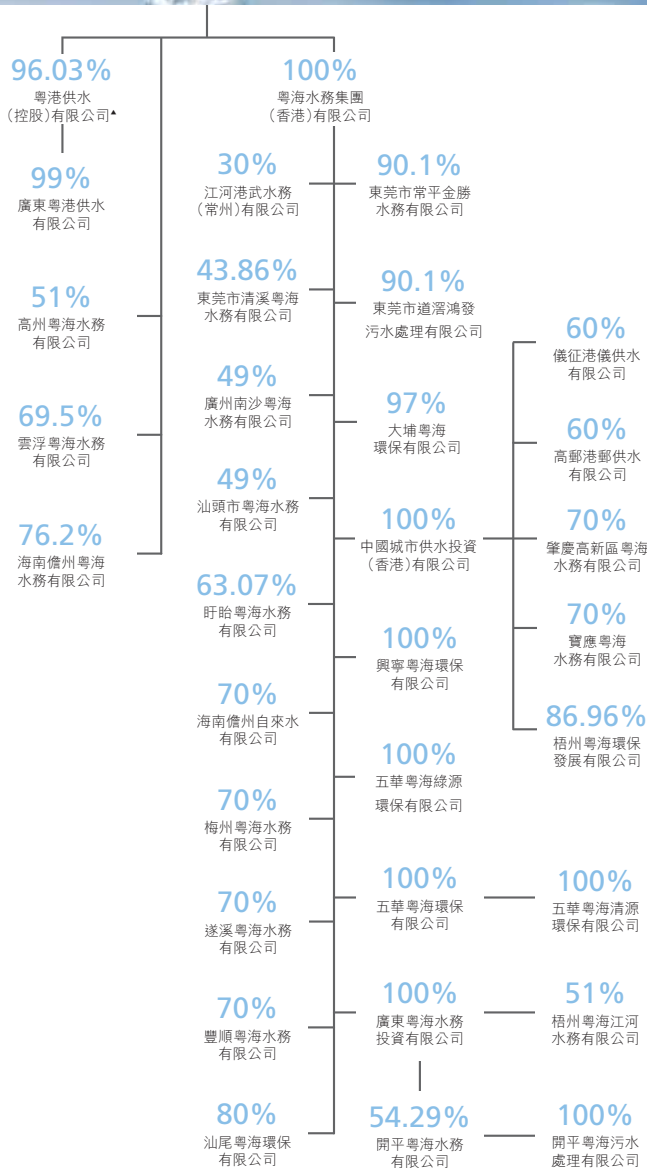 96.03%
粵港供水
（控股）有限公司▲
99%
廣東粵港供水
有限公司
51%
高州粵海水務
有限公司
69.5%
雲浮粵海水務
有限公司
76.2%
海南儋州粵海
水務有限公司
100%
粵海水務集團
（香港）有限公司
30%
江河港武水務
（常州）有限公司
43.86%
東莞市清溪粵海
水務有限公司
49%
廣州南沙粵海
水務有限公司
49%
汕頭市粵海水務
有限公司
63.07%
盱眙粵海水務
有限公司
70%
海南儋州自來水
有限公司
70%
梅州粵海水務
有限公司
70%
遂溪粵海水務
有限公司
70%
豐順粵海水務
有限公司
80%
汕尾粵海環保
有限公司
90.1%
東莞市常平金勝
水務有限公司
90.1%
東莞市道滘鴻發
污水處理有限公司
97%
大埔粵海
環保有限公司
100%
中國城市供水投資
（香港）有限公司
100%
興寧粵海環保
有限公司
100%
五華粵海綠源
環保有限公司
100%
五華粵海環保
有限公司
100%
廣東粵海水務
投資有限公司
54.29%
開平粵海水務
有限公司
60%
儀征港儀供水
有限公司
60%
高郵港郵供水
有限公司
70%
肇慶高新區粵海
水務有限公司
70%
寶應粵海
水務有限公司
86.96%
梧州粵海環保
發展有限公司
100%
五華粵海清源
環保有限公司
51%
梧州粵海江河
水務有限公司
100%
開平粵海污水
處理有限公司